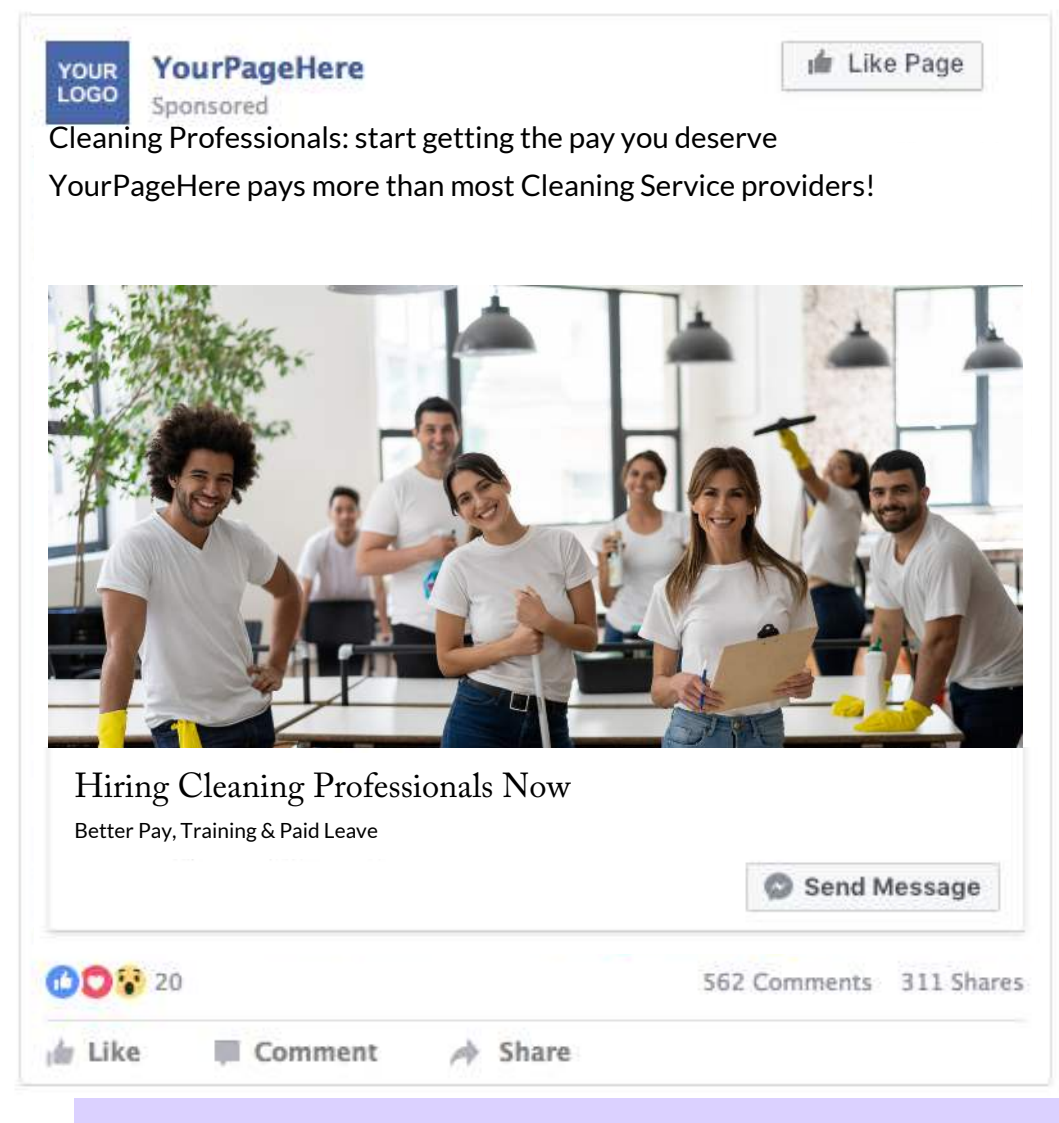 YOUR
LOGO
YourPageHere
Sponsored
Like Page
Cleaning Professionals: start getting the pay you deserve
YourPageHere pays more than most Cleaning Service providers!
Hiring Cleaning Professionals Now
Better Pay, Training & Paid Leave
Send Message
20
562 Comments 311 Shares
Like Comment Share